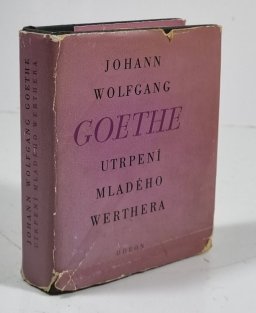 JOHANN WOLFGANG GOETHE
UTRPENÍ MLADÉHO WERTHERA
JOHANN
WOLFGANG
GOETHE
UTRPENÍ
MLADÉHO
WERTHERA
ODEON